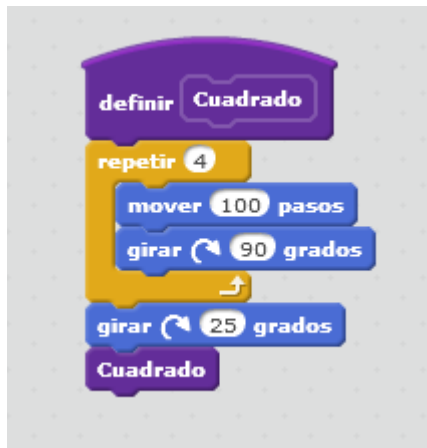 definir Cuadrado
repetir 4
mover 100 pasos
girar 90 grados
girar 25 grados
Cuadrado